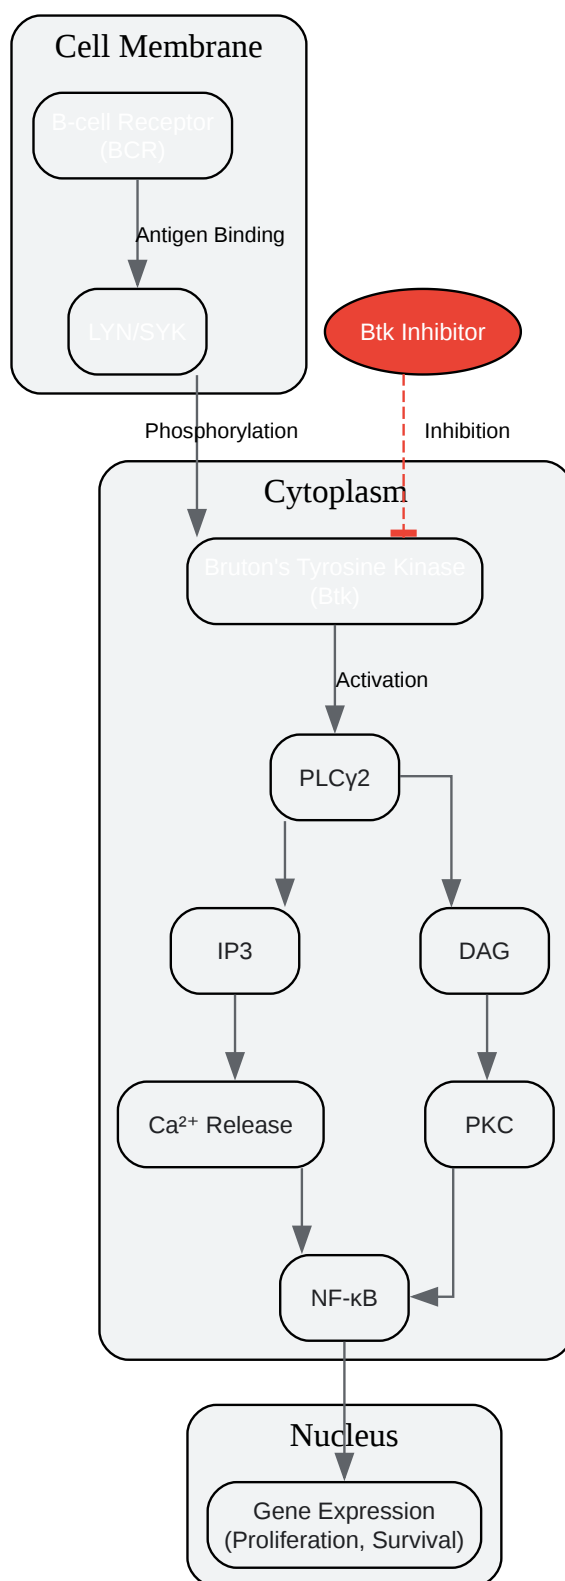 Cell Membrane
B-cell Receptor
(BCR)
Antigen Binding
LYN/SYK
Btk Inhibitor
Phosphorylation
Inhibition
Cytoplasm
Bruton's Tyrosine Kinase
(Btk)
Activation
PLCγ2
IP3
DAG
Ca²⁺ Release
PKC
NF-κB
Nucleus
Gene Expression
(Proliferation, Survival)